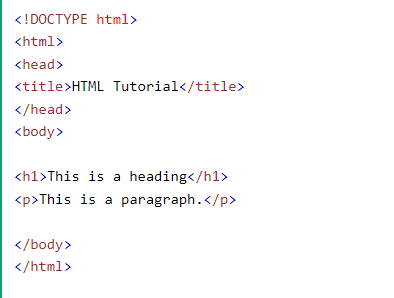 <!DOCTYPE html>
<html>
<head>
<title>HTML Tutorial</title>
</head>
<body>
<h1>This is a heading</h1>
<p>This is a paragraph.</p>
</body>
</html>